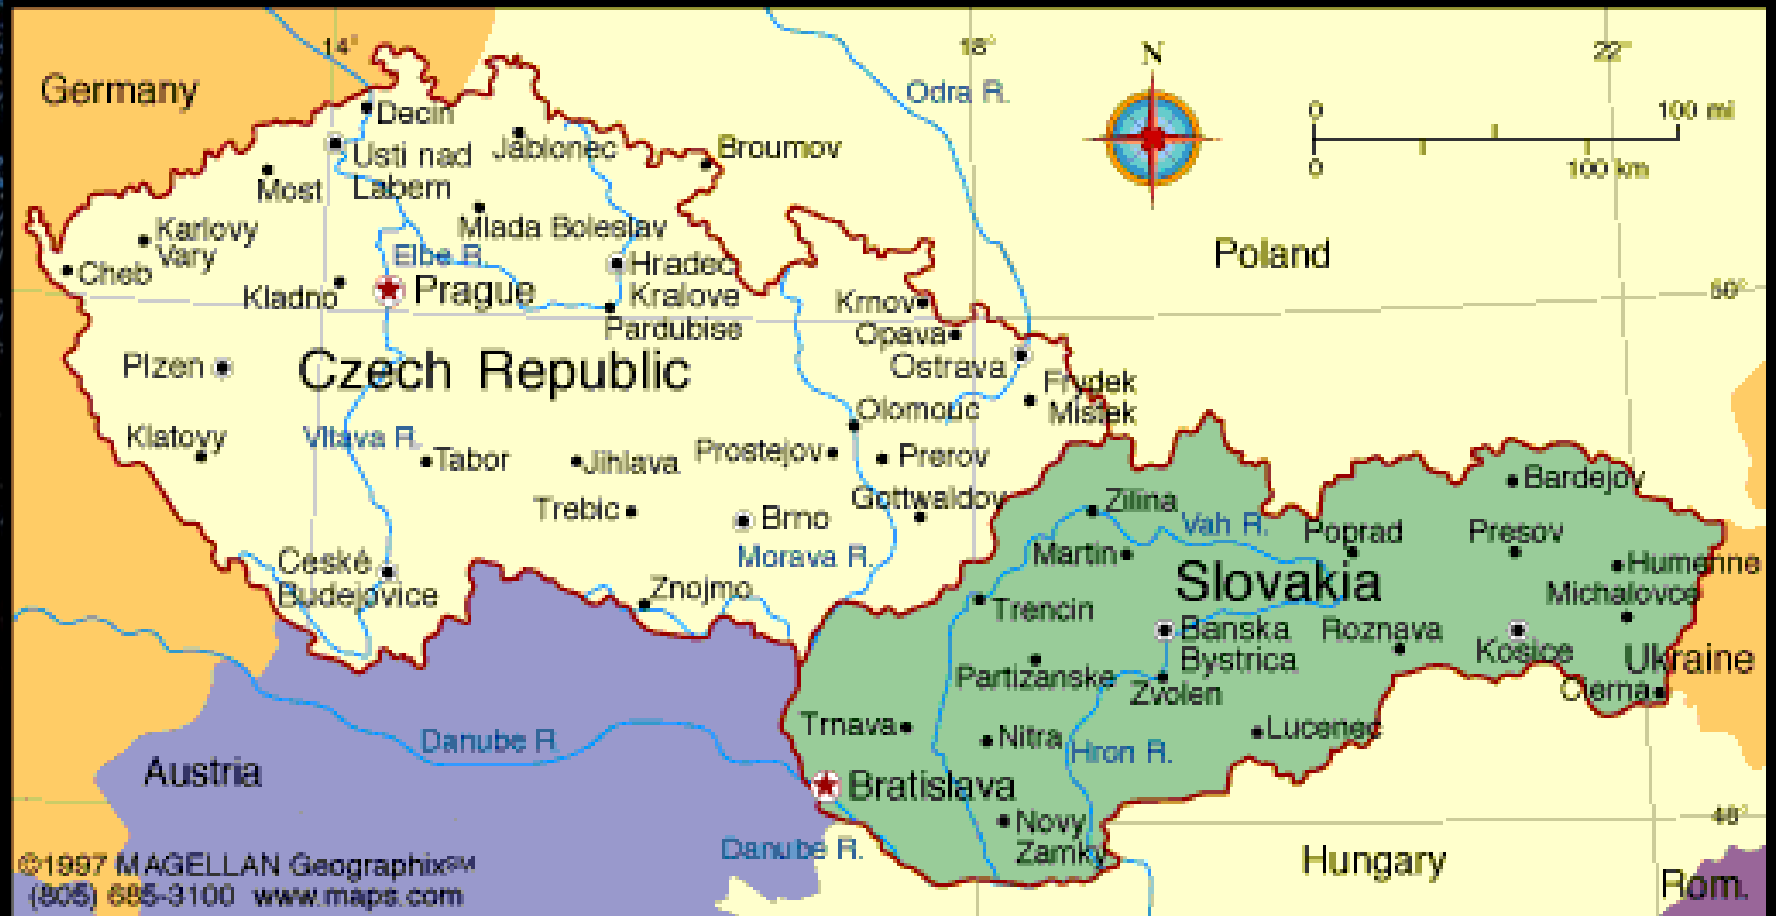 14°
18°
22°
N
Germany
Odra R.
0
100 mi
0
100 km
Decin
Usti nad
Labem
Jablonec
Broumov
Most
Mlada Boleslav
Karlovy
Vary
Cheb
Elbe R.
Hradec
Kralove
Poland
Kladno
Prague
Pardubise
Krnov
50°
Opava
Ostrava
Plzen
Czech Republic
Frydek
Mistek
Olomouc
Klatovy
Vltava R.
Tabor
Jihlava
Prostejov
Prerov
Gottwaldov
Zilina
Bardejov
Trebic
Brno
Vah R.
Poprad
Presov
Morava R.
Martin
Slovakia
Humenne
Ceské
Budejovice
Znojmo
Trencin
Michalovce
Banska
Bystrica
Roznava
Kosice
Ukraine
Partizanske
Zvolen
Cierna
Trnava
Nitra
Lucenec
Danube R.
Hron R.
Austria
Bratislava
Novy
Zamky
48°
Danube R.
Hungary
©1997 MAGELLAN Geographix℠
(805) 685-3100 www.maps.com
Rom.